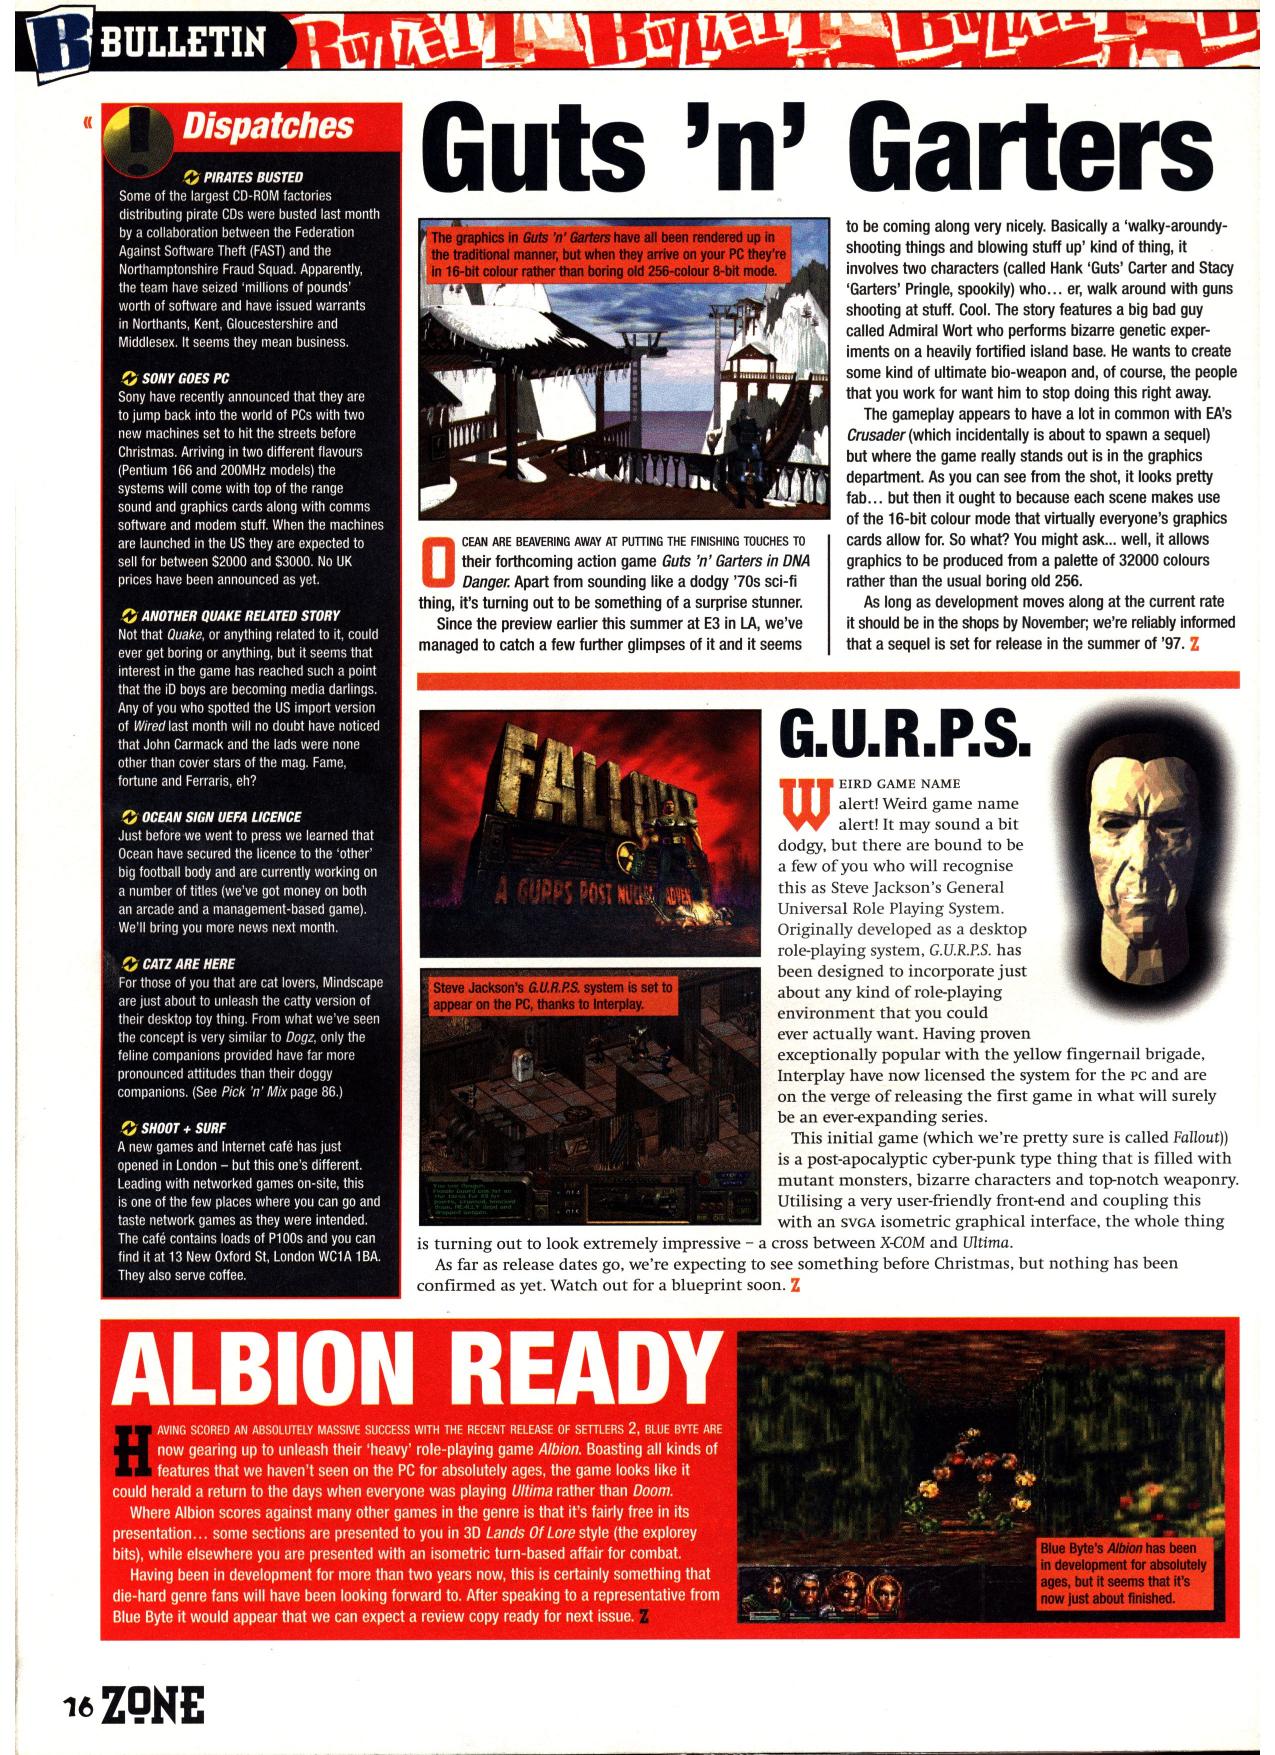 B BULLETIN
«
Dispatches
PIRATES BUSTED
Some of the largest CD-ROM factories
distributing pirate CDs were busted last month
by a collaboration between the Federation
Against Software Theft (FAST) and the
Northamptonshire Fraud Squad. Apparently,
the team have seized ‘millions of pounds’
worth of software and have issued warrants
in Northants, Kent, Gloucestershire and
Middlesex. It seems they mean business.
SONY GOES PC
Sony have recently announced that they are
to jump back into the world of PCs with two
new machines set to hit the streets before
Christmas. Arriving in two different flavours
(Pentium 166 and 200MHz models) the
systems will come with top of the range
sound and graphics cards along with comms
software and modem stuff. When the machines
are launched in the US they are expected to
sell for between $2000 and $3000. No UK
prices have been announced as yet.
ANOTHER QUAKE RELATED STORY
Not that Quake, or anything related to it, could
ever get boring or anything, but it seems that
interest in the game has reached such a point
that the iD boys are becoming media darlings.
Any of you who spotted the US import version
of Wired last month will no doubt have noticed
that John Carmack and the lads were none
other than cover stars of the mag. Fame,
fortune and Ferraris, eh?
OCEAN SIGN UEFA LICENCE
Just before we went to press we learned that
Ocean have secured the licence to the ‘other’
big football body and are currently working on
a number of titles (we've got money on both
an arcade and a management-based game).
We'll bring you more news next month.
CATZ ARE HERE
For those of you that are cat lovers, Mindscape
are just about to unleash the catty version of
their desktop toy thing. From what we've seen
the concept is very similar to Dogz, only the
feline companions provided have far more
pronounced attitudes than their doggy
companions. (See Pick ’n’ Mix page 86.)
SHOOT + SURF
A new games and Internet café has just
opened in London – but this one's different.
Leading with networked games on-site, this
is one of the few places where you can go and
taste network games as they were intended.
The café contains loads of P100s and you can
find it at 13 New Oxford St, London WC1A 1BA.
They also serve coffee.
Guts ’n’ Garters
The graphics in Guts ’n’ Garters have all been rendered up in
the traditional manner, but when they arrive on your PC they're
in 16-bit colour rather than boring old 256-colour 8-bit mode.
OCEAN ARE BEAVERING AWAY AT PUTTING THE FINISHING TOUCHES TO
their forthcoming action game Guts ’n’ Garters in DNA
Danger. Apart from sounding like a dodgy ’70s sci-fi
thing, it's turning out to be something of a surprise stunner.
Since the preview earlier this summer at E3 in LA, we've
managed to catch a few further glimpses of it and it seems
to be coming along very nicely. Basically a ‘walky-aroundy-
shooting things and blowing stuff up’ kind of thing, it
involves two characters (called Hank ‘Guts’ Carter and Stacy
‘Garters’ Pringle, spookily) who... er, walk around with guns
shooting at stuff. Cool. The story features a big bad guy
called Admiral Wort who performs bizarre genetic exper-
iments on a heavily fortified island base. He wants to create
some kind of ultimate bio-weapon and, of course, the people
that you work for want him to stop doing this right away.
The gameplay appears to have a lot in common with EA's
Crusader (which incidentally is about to spawn a sequel)
but where the game really stands out is in the graphics
department. As you can see from the shot, it looks pretty
fab... but then it ought to because each scene makes use
of the 16-bit colour mode that virtually everyone's graphics
cards allow for. So what? You might ask... well, it allows
graphics to be produced from a palette of 32000 colours
rather than the usual boring old 256.
As long as development moves along at the current rate
it should be in the shops by November; we're reliably informed
that a sequel is set for release in the summer of ’97. Z
FALLOUT
A GURPS POST NUCLEAR ADVEN
Steve Jackson's G.U.R.P.S. system is set to
appear on the PC, thanks to Interplay.
G.U.R.P.S.
WEIRD GAME NAME
alert! Weird game name
alert! It may sound a bit
dodgy, but there are bound to be
a few of you who will recognise
this as Steve Jackson's General
Universal Role Playing System.
Originally developed as a desktop
role-playing system, G.U.R.P.S. has
been designed to incorporate just
about any kind of role-playing
environment that you could
ever actually want. Having proven
exceptionally popular with the yellow fingernail brigade,
Interplay have now licensed the system for the PC and are
on the verge of releasing the first game in what will surely
be an ever-expanding series.
This initial game (which we're pretty sure is called Fallout))
is a post-apocalyptic cyber-punk type thing that is filled with
mutant monsters, bizarre characters and top-notch weaponry.
Utilising a very user-friendly front-end and coupling this
with an SVGA isometric graphical interface, the whole thing
is turning out to look extremely impressive – a cross between X-COM and Ultima.
As far as release dates go, we're expecting to see something before Christmas, but nothing has been
confirmed as yet. Watch out for a blueprint soon. Z
ALBION READY
HAVING SCORED AN ABSOLUTELY MASSIVE SUCCESS WITH THE RECENT RELEASE OF SETTLERS 2, BLUE BYTE ARE
now gearing up to unleash their ‘heavy’ role-playing game Albion. Boasting all kinds of
features that we haven't seen on the PC for absolutely ages, the game looks like it
could herald a return to the days when everyone was playing Ultima rather than Doom.
Where Albion scores against many other games in the genre is that it's fairly free in its
presentation... some sections are presented to you in 3D Lands Of Lore style (the explorey
bits), while elsewhere you are presented with an isometric turn-based affair for combat.
Having been in development for more than two years now, this is certainly something that
die-hard genre fans will have been looking forward to. After speaking to a representative from
Blue Byte it would appear that we can expect a review copy ready for next issue. Z
Blue Byte's Albion has been
in development for absolutely
ages, but it seems that it's
now just about finished.
16 ZONE